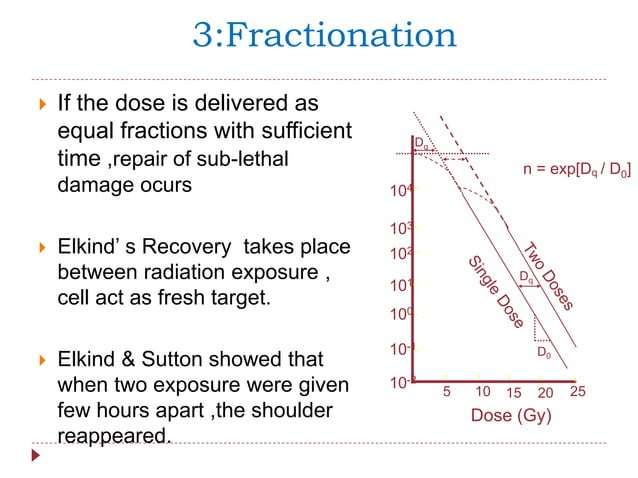 3:Fractionation
If the dose is delivered as
equal fractions with sufficient
time ,repair of sub-lethal
damage ocurs
Elkind’ s Recovery takes place
between radiation exposure ,
cell act as fresh target.
Elkind & Sutton showed that
when two exposure were given
few hours apart ,the shoulder
reappeared.
Dq
n = exp[Dq / D0]
10⁴
10³
10²
10¹
10⁰
10⁻¹
10⁻²
Single Dose
Two Doses
Dq
D0
5 10 15 20 25
Dose (Gy)